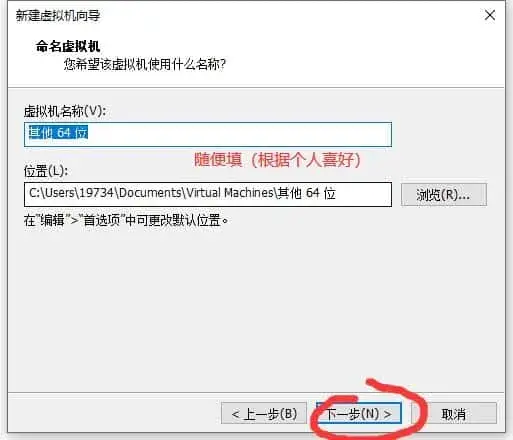 新建虚拟机向导
命名虚拟机
您希望该虚拟机使用什么名称?
虚拟机名称(V):
其他 64 位
随便填（根据个人喜好）
位置(L):
C:\Users\19734\Documents\Virtual Machines\其他 64 位
浏览(R)...
在"编辑">"首选项"中可更改默认位置。
< 上一步(B)
下一步(N) >
取消